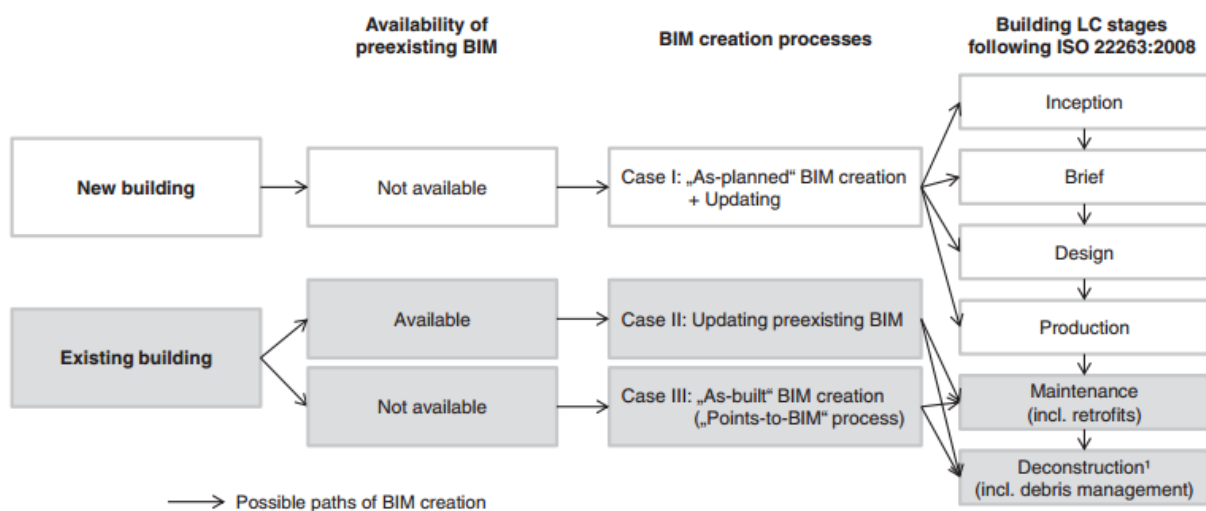 Availability of
preexisting BIM
BIM creation processes
Building LC stages
following ISO 22263:2008
Inception
New building
Not available
Case I: „As-planned“ BIM creation
+ Updating
Brief
Design
Existing building
Available
Case II: Updating preexisting BIM
Production
Not available
Case III: „As-built“ BIM creation
(„Points-to-BIM“ process)
Maintenance
(incl. retrofits)
Deconstruction¹
(incl. debris management)
Possible paths of BIM creation